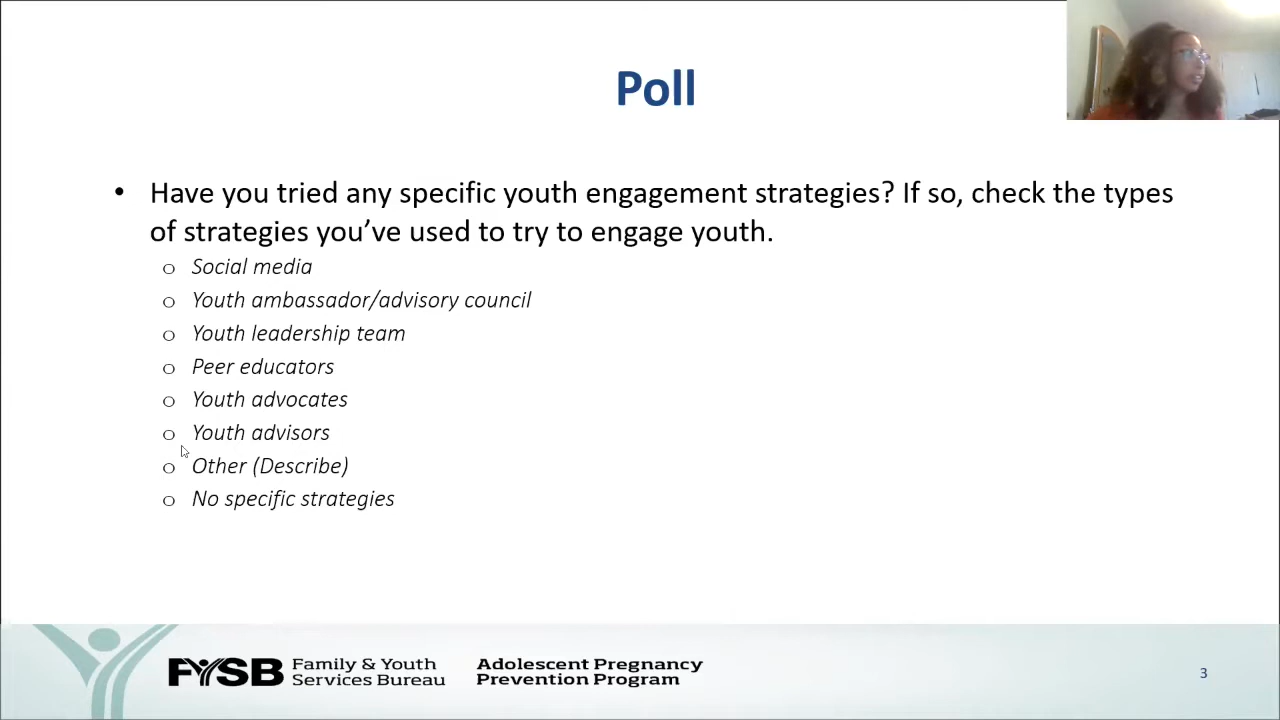 Poll
• Have you tried any specific youth engagement strategies? If so, check the types
of strategies you’ve used to try to engage youth.
o Social media
o Youth ambassador/advisory council
o Youth leadership team
o Peer educators
o Youth advocates
o Youth advisors
o Other (Describe)
o No specific strategies
FYSB Family & Youth
Services Bureau
Adolescent Pregnancy
Prevention Program
3